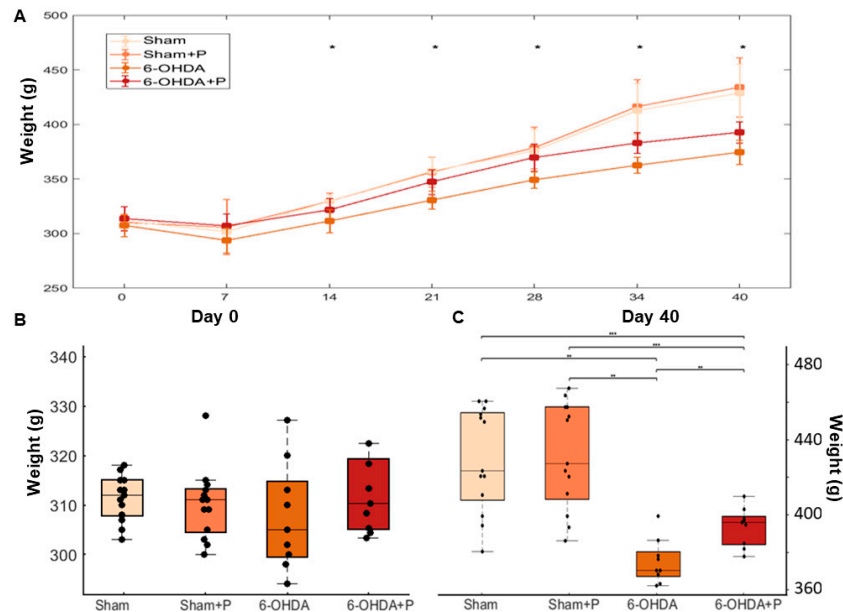 A
500
450
400
350
300
250
Weight (g)
Sham
Sham+P
6-OHDA
6-OHDA+P
* * * * *
0 7 14 21 28 34 40
B Day 0
340
330
320
310
300
Weight (g)
Sham Sham+P 6-OHDA 6-OHDA+P
C Day 40
***
***
**
** **
480
440
400
360
Weight (g)
Sham Sham+P 6-OHDA 6-OHDA+P